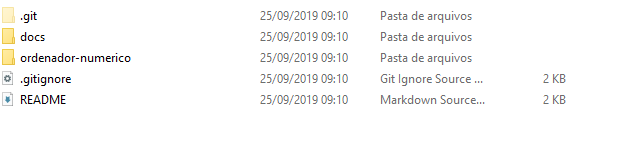 .git 25/09/2019 09:10 Pasta de arquivos
docs 25/09/2019 09:10 Pasta de arquivos
ordenador-numerico 25/09/2019 09:10 Pasta de arquivos
.gitignore 25/09/2019 09:10 Git Ignore Source ... 2 KB
README 25/09/2019 09:10 Markdown Source... 2 KB